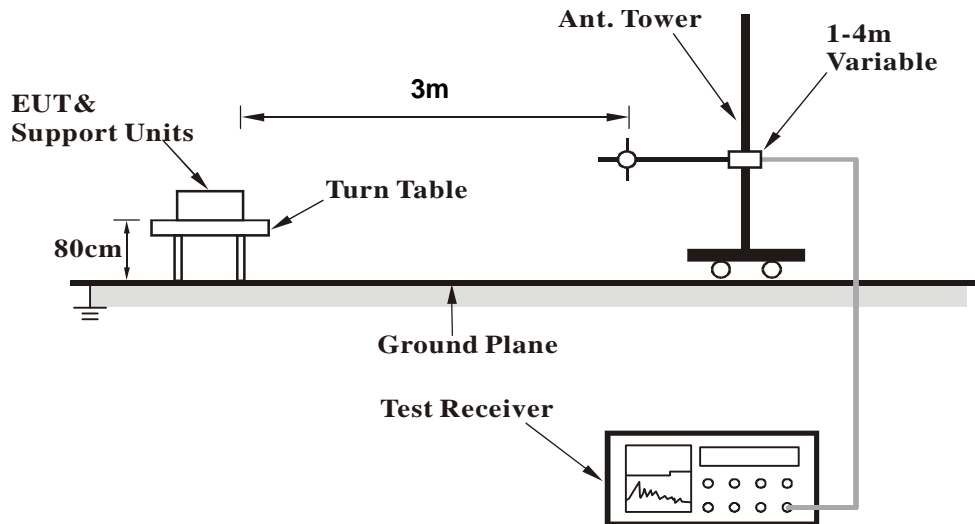 Ant. Tower
1-4m
Variable
3m
EUT&
Support Units
Turn Table
80cm
Ground Plane
Test Receiver